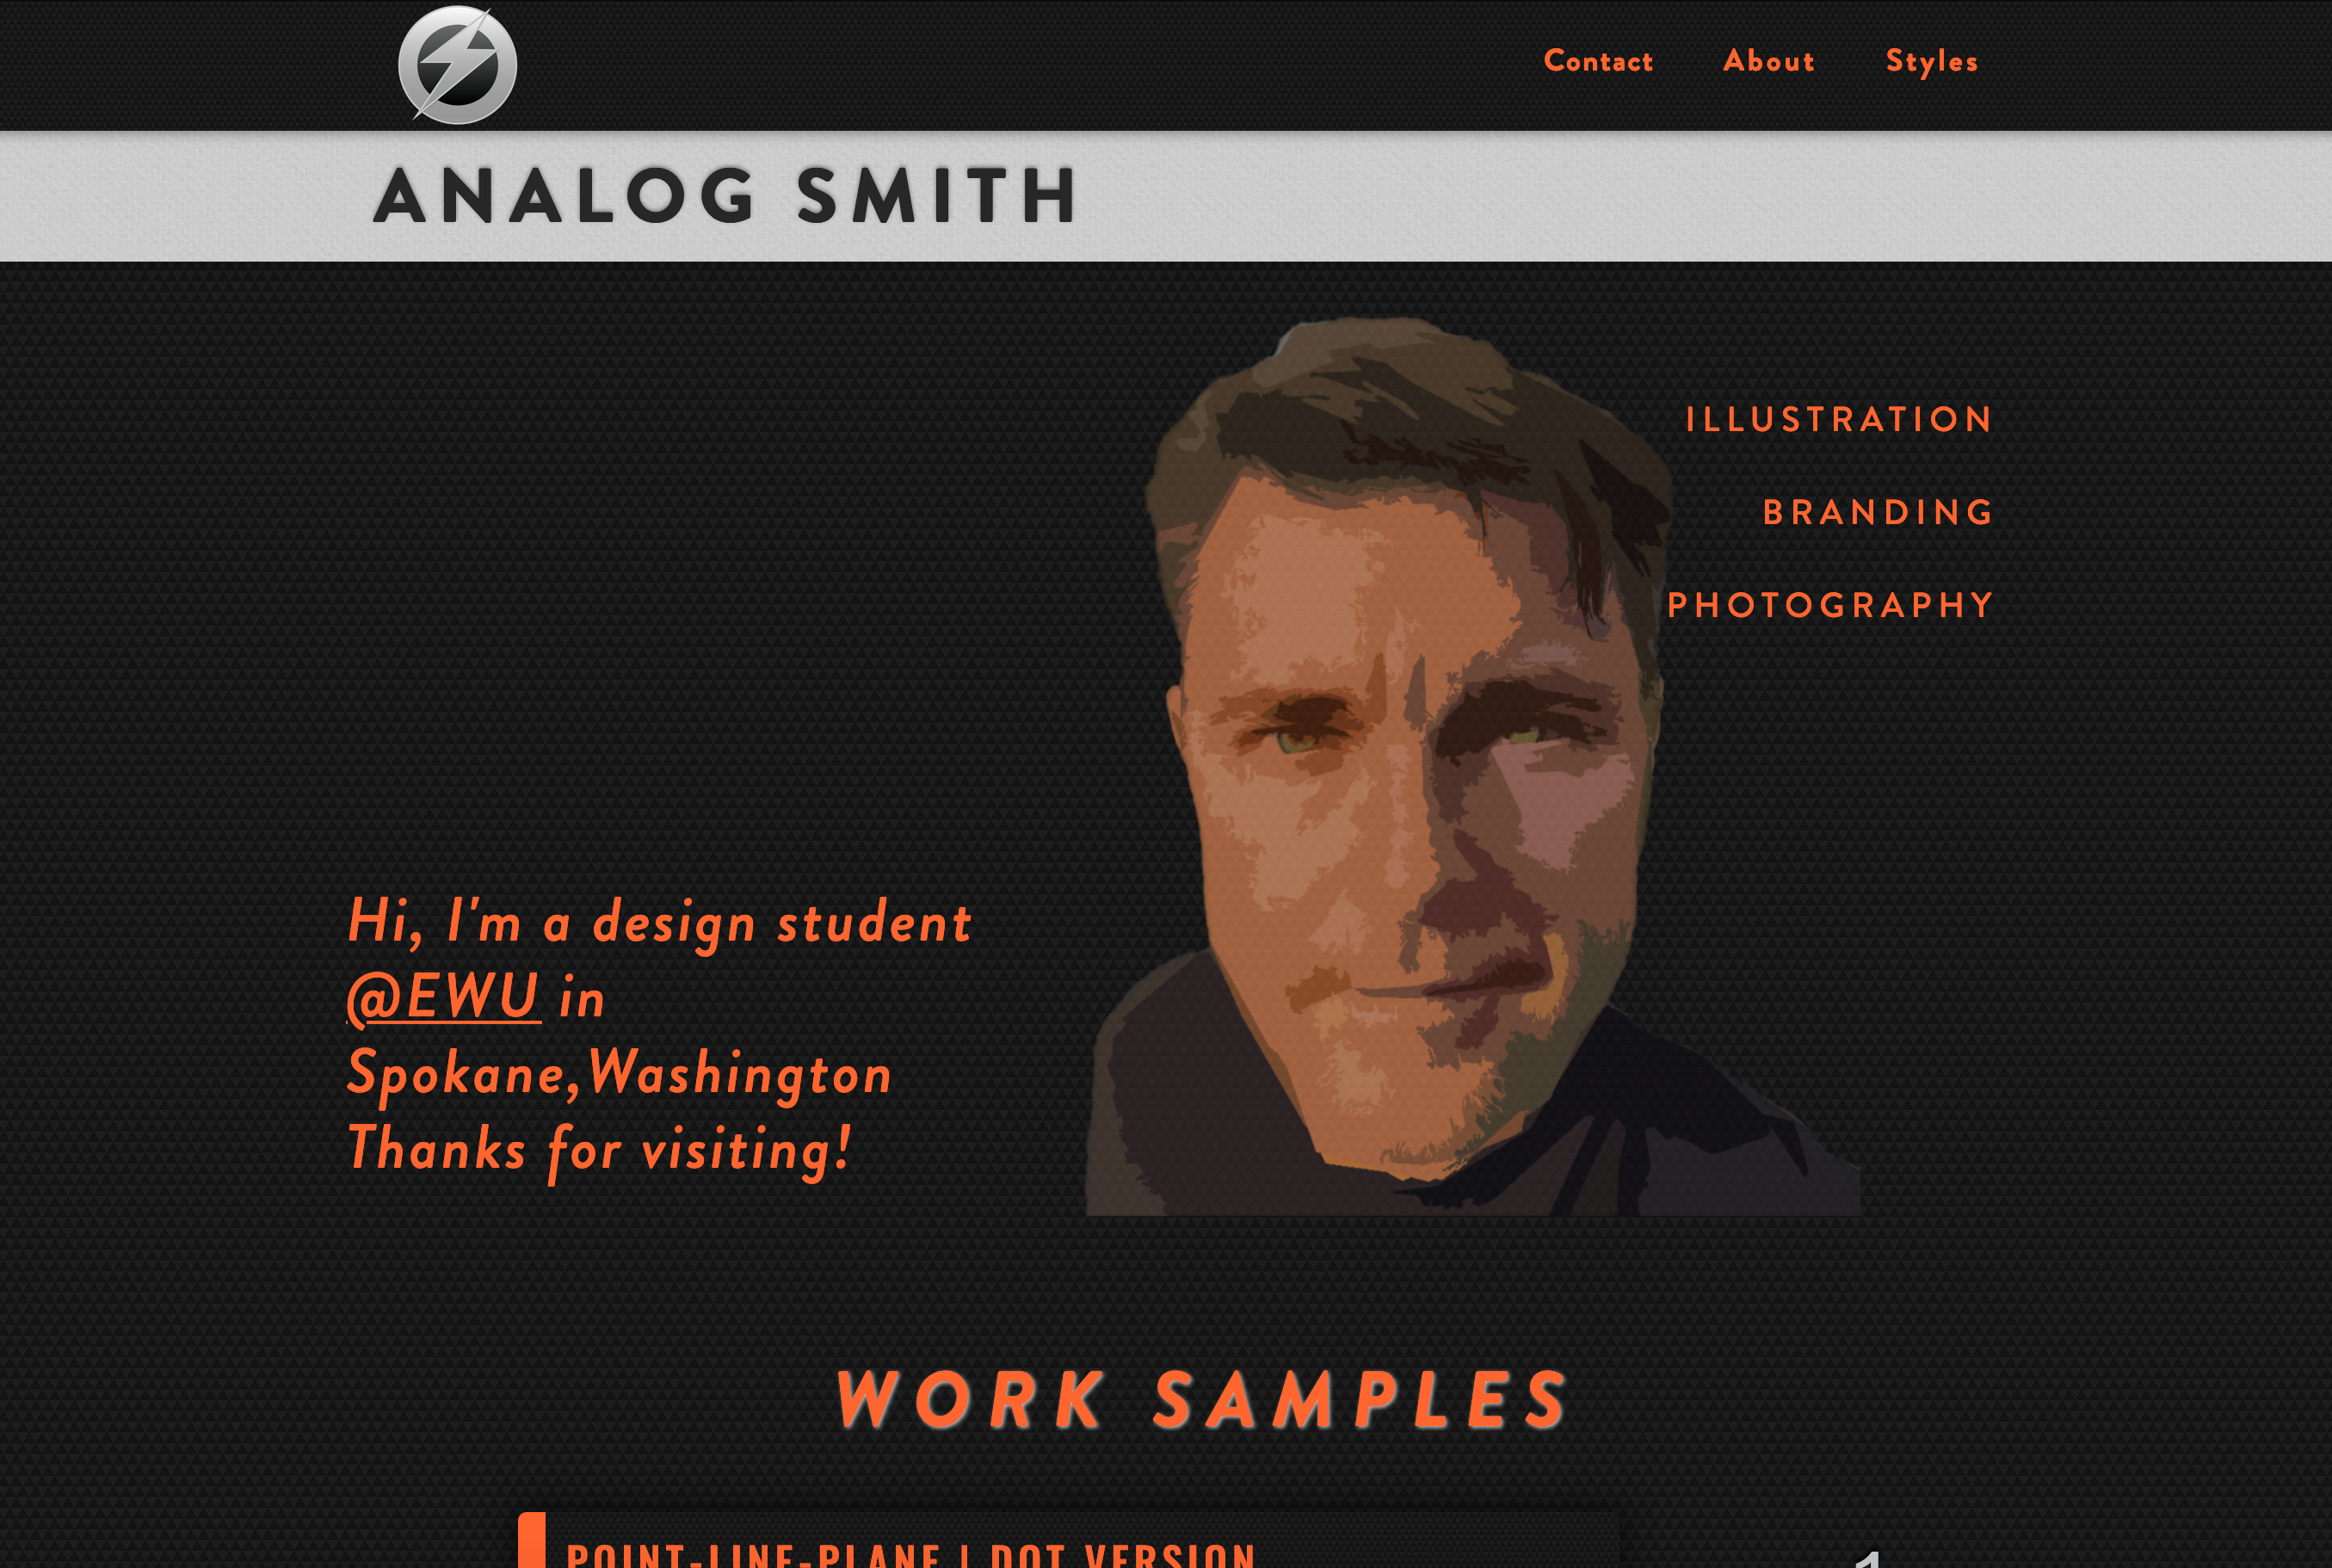 Contact About Styles
ANALOG SMITH
ILLUSTRATION
BRANDING
PHOTOGRAPHY
Hi, I'm a design student
@EWU in
Spokane,Washington
Thanks for visiting!
WORK SAMPLES
POINT-LINE-PLANE | DOT VERSION
1